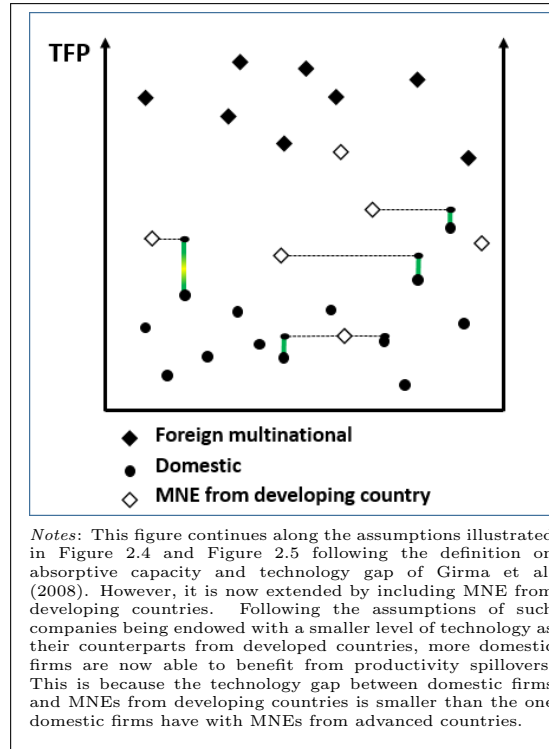 TFP
Foreign multinational
Domestic
MNE from developing country
Notes: This figure continues along the assumptions illustrated
in Figure 2.4 and Figure 2.5 following the definition on
absorptive capacity and technology gap of Girma et al
(2008). However, it is now extended by including MNE from
developing countries. Following the assumptions of such
companies being endowed with a smaller level of technology as
their counterparts from developed countries, more domestic
firms are now able to benefit from productivity spillovers
This is because the technology gap between domestic firms
and MNEs from developing countries is smaller than the one
domestic firms have with MNEs from advanced countries.